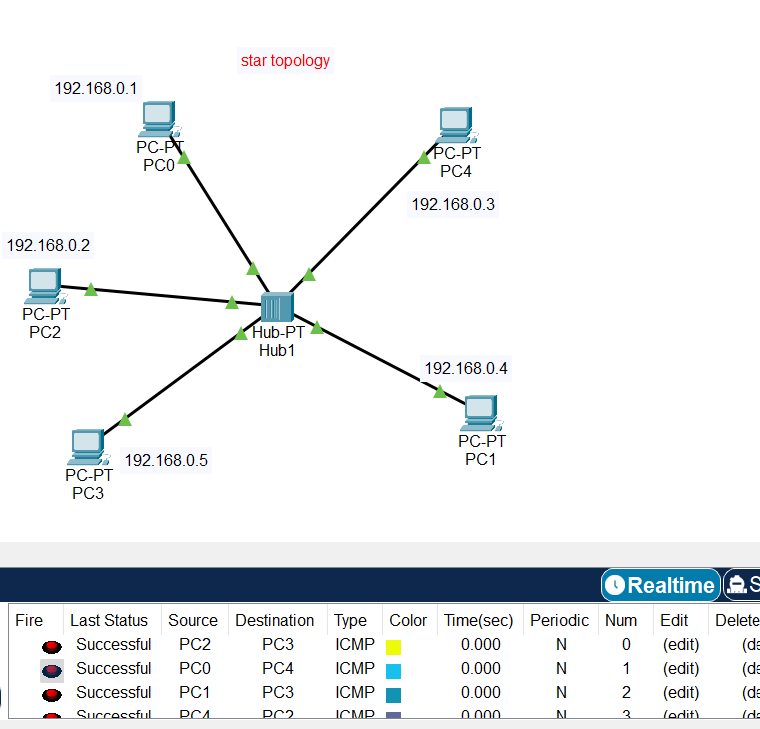 star topology
192.168.0.1
PC-PT
PC0
PC-PT
PC4
192.168.0.3
192.168.0.2
PC-PT
PC2
Hub-PT
Hub1
192.168.0.4
PC-PT
PC1
192.168.0.5
PC-PT
PC3
Realtime S
Fire Last Status Source Destination Type Color Time(sec) Periodic Num Edit Delete
Successful PC2 PC3 ICMP 0.000 N 0 (edit) (de
Successful PC0 PC4 ICMP 0.000 N 1 (edit) (de
Successful PC1 PC3 ICMP 0.000 N 2 (edit) (de
Successful PC4 PC2 ICMP 0.000 N 3 (edit) (de